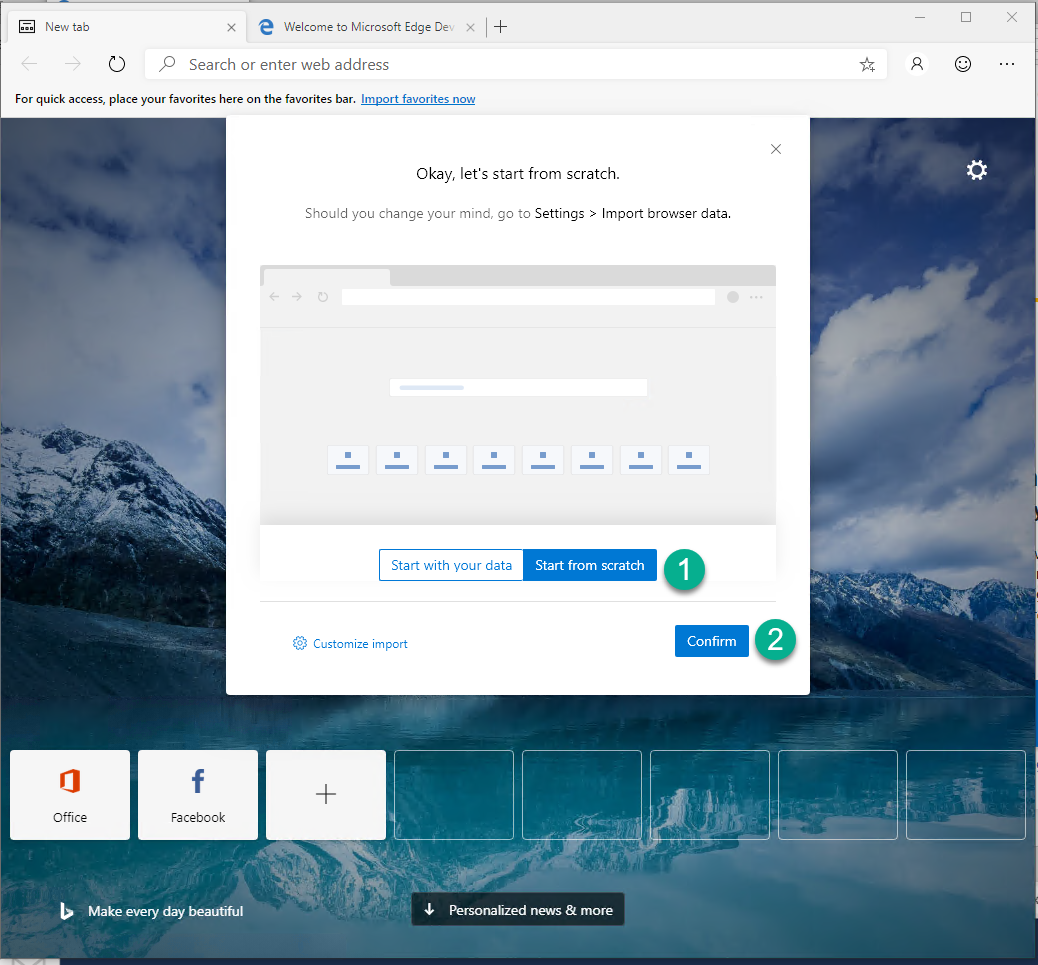 New tab
Welcome to Microsoft Edge Dev
Search or enter web address
For quick access, place your favorites here on the favorites bar. Import favorites now
Okay, let's start from scratch.
Should you change your mind, go to Settings > Import browser data.
Start with your data
Start from scratch
1
Customize import
Confirm
2
Office
Facebook
Make every day beautiful
Personalized news & more